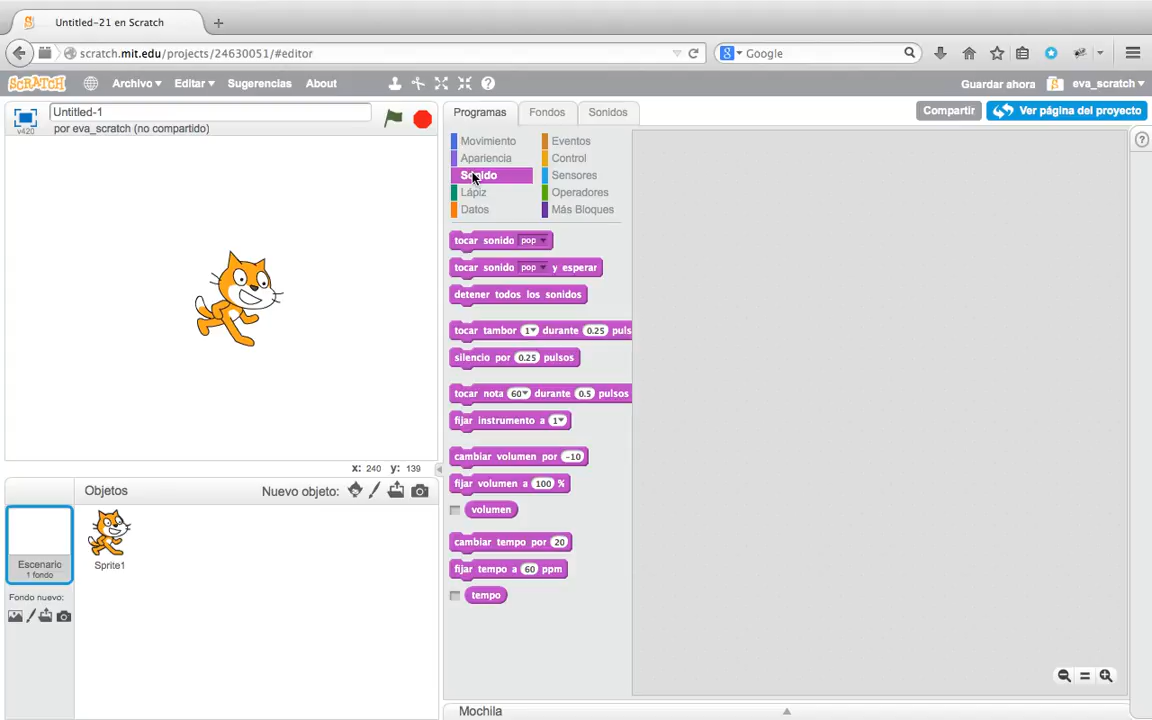 Untitled-21 en Scratch
scratch.mit.edu/projects/24630051/#editor
Google
SCRATCH
Archivo
Editar
Sugerencias
About
Guardar ahora
eva_scratch
Untitled-1
por eva_scratch (no compartido)
v420
Programas
Fondos
Sonidos
Compartir
Ver página del proyecto
Movimiento
Eventos
Apariencia
Control
Sonido
Sensores
Lápiz
Operadores
Datos
Más Bloques
tocar sonido pop
tocar sonido pop y esperar
detener todos los sonidos
tocar tambor 1 durante 0.25 puls
silencio por 0.25 pulsos
tocar nota 60 durante 0.5 pulsos
fijar instrumento a 1
cambiar volumen por -10
fijar volumen a 100 %
volumen
cambiar tempo por 20
fijar tempo a 60 ppm
tempo
x: 240 y: 139
Objetos
Nuevo objeto:
Escenario
1 fondo
Sprite1
Fondo nuevo:
Mochila